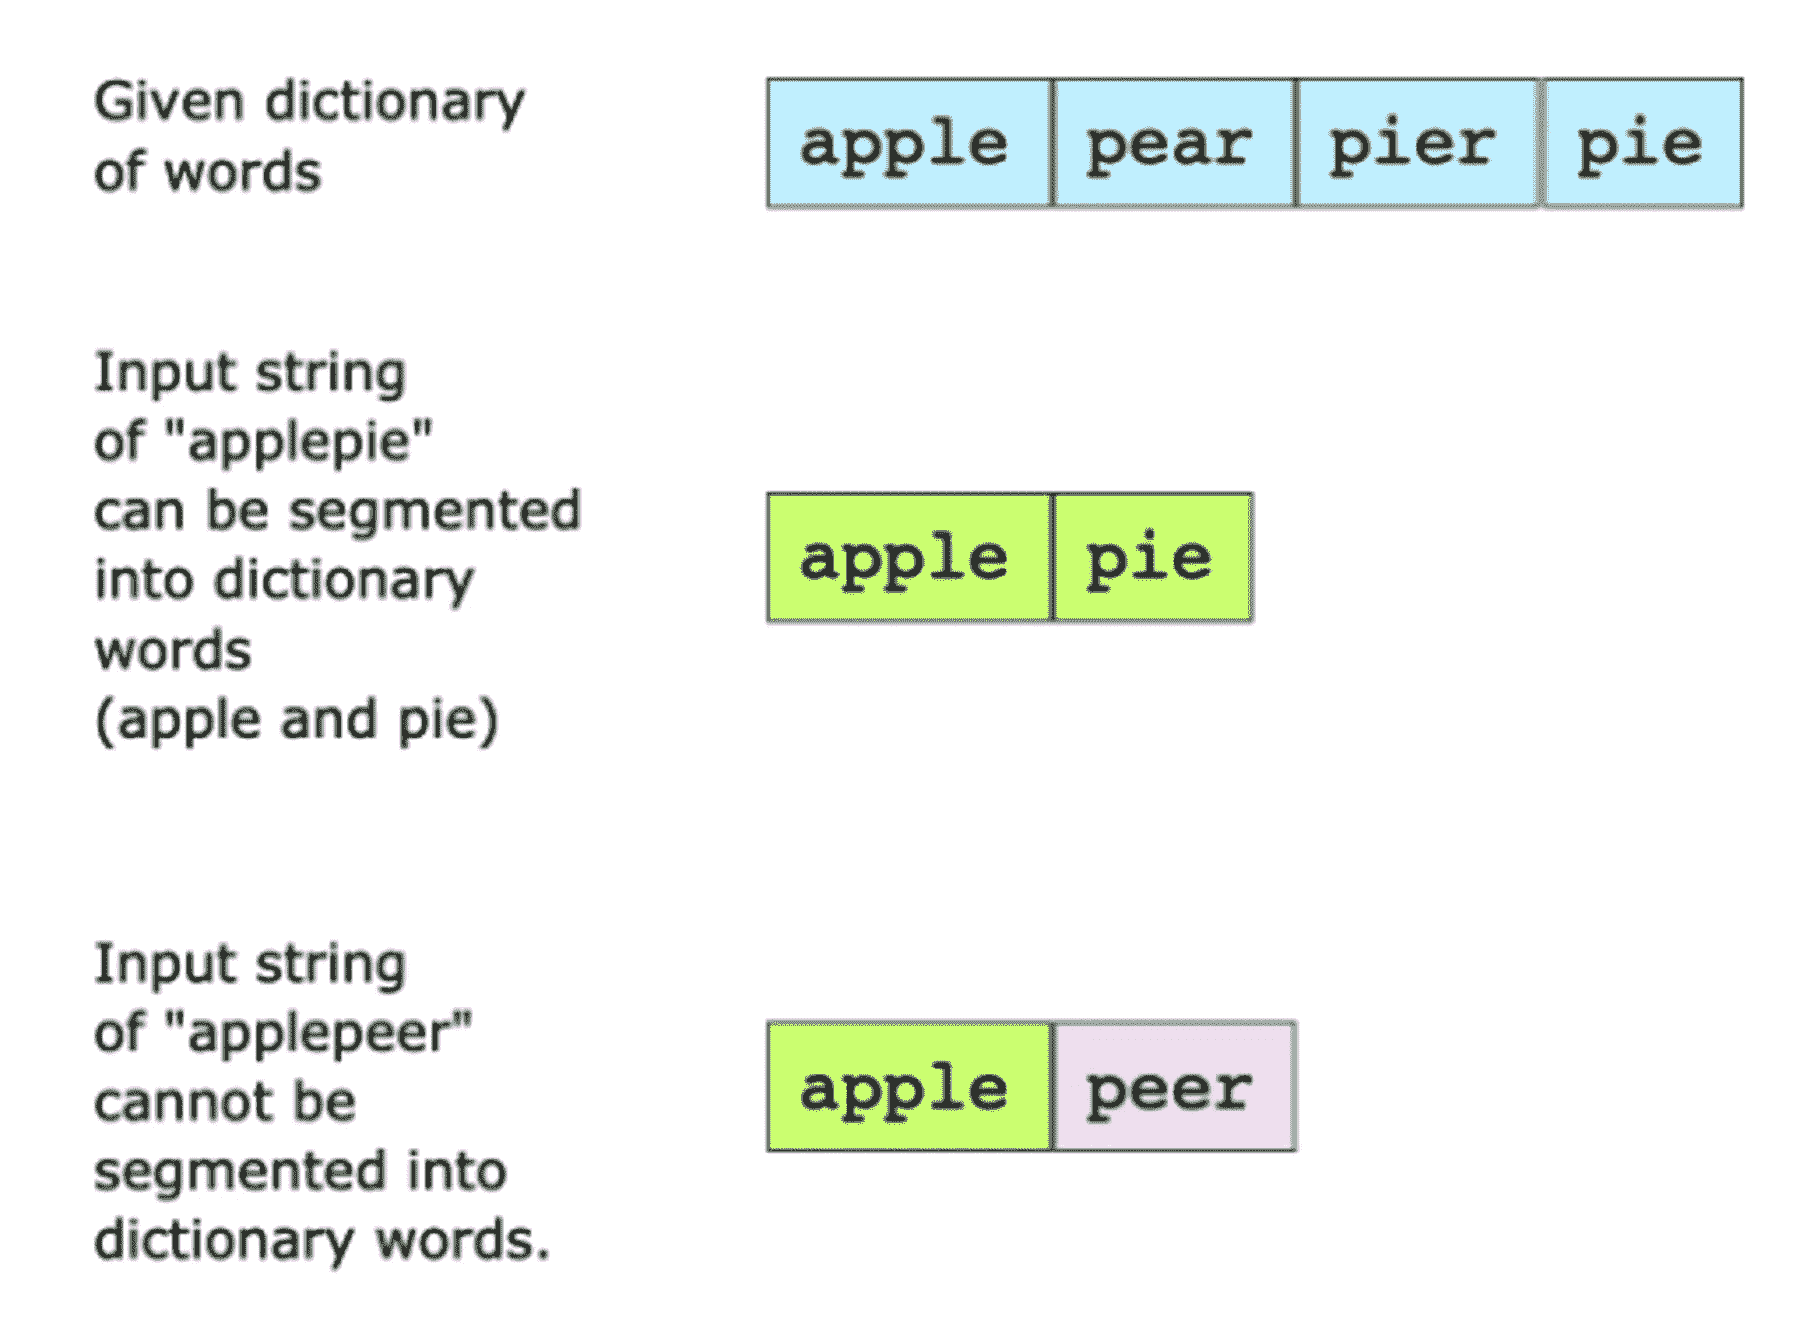 Given dictionary
of words
apple pear pier pie
Input string
of "applepie"
can be segmented
into dictionary
words
(apple and pie)
apple pie
Input string
of "applepeer"
cannot be
segmented into
dictionary words.
apple peer